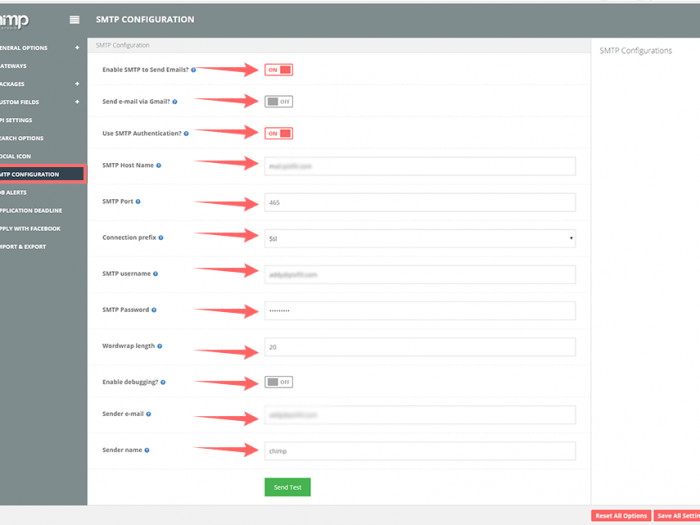 himp
SMTP CONFIGURATION
ENERAL OPTIONS +
ATEWAYS
ACKAGES +
USTOM FIELDS +
PI SETTINGS
EARCH OPTIONS
OCIAL ICON
MTP CONFIGURATION
OB ALERTS
PPLICATION DEADLINE
PPLY WITH FACEBOOK
MPORT & EXPORT
SMTP Configuration
Enable SMTP to Send Emails? ON
Send e-mail via Gmail? OFF
Use SMTP Authentication? ON
SMTP Host Name
SMTP Port 465
Connection prefix Ssl
SMTP username
SMTP Password •••••••••
Wordwrap length 20
Enable debugging? OFF
Sender e-mail
Sender name chimp
Send Test
SMTP Configurations
Reset All Options
Save All Settin